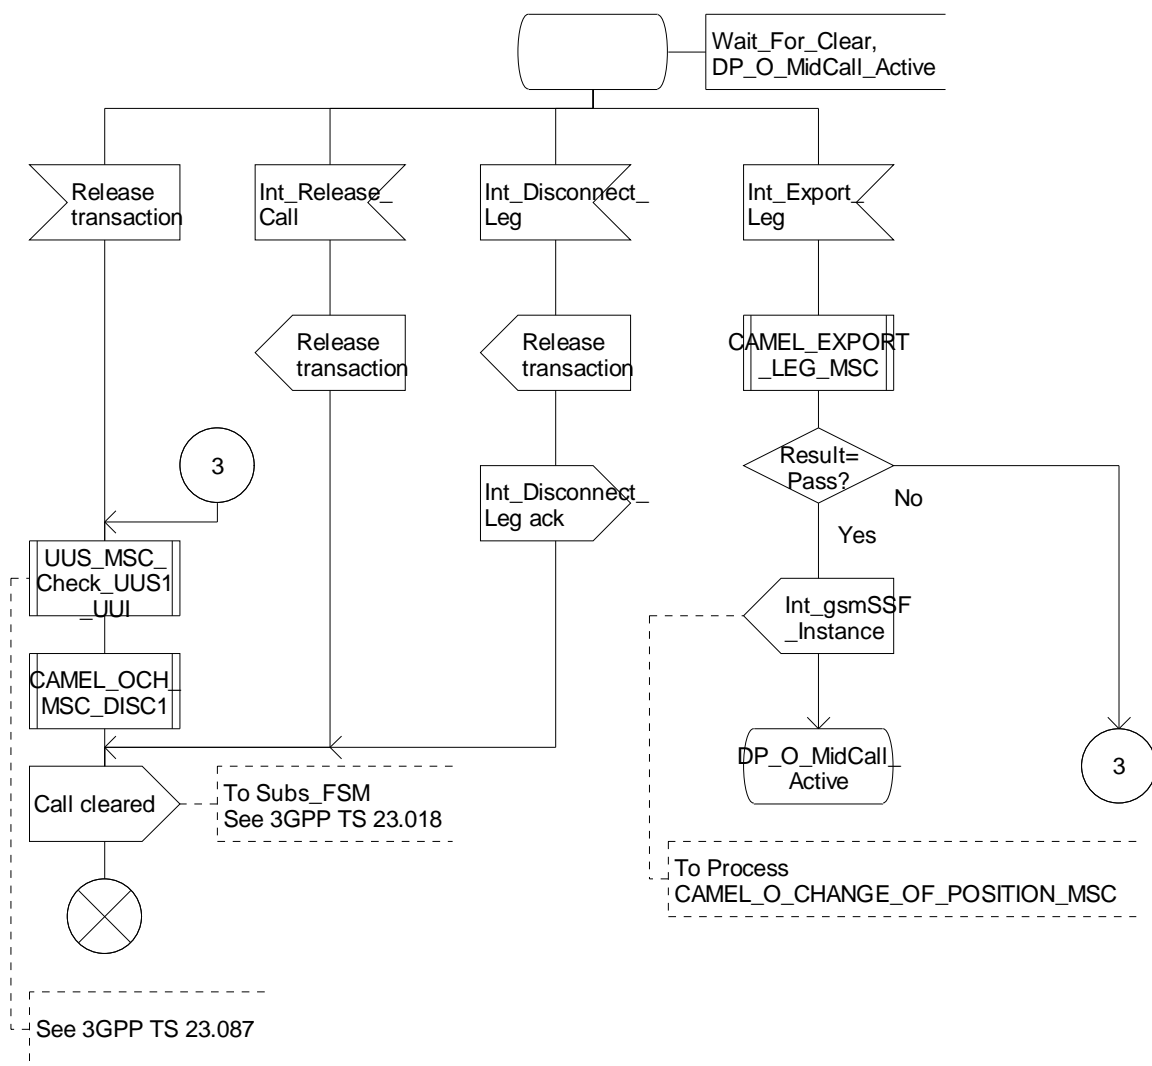 Wait_For_Clear,
DP_O_MidCall_Active
Release
transaction
Int_Release_
Call
Int_Disconnect_
Leg
Int_Export_
Leg
Release
transaction
Release
transaction
CAMEL_EXPORT
_LEG_MSC
3
Result=
Pass?
No
Int_Disconnect_
Leg ack
Yes
UUS_MSC_
Check_UUS1
_UUI
Int_gsmSSF
_Instance
CAMEL_OCH_
MSC_DISC1
DP_O_MidCall_
Active
3
Call cleared
To Subs_FSM
See 3GPP TS 23.018
To Process
CAMEL_O_CHANGE_OF_POSITION_MSC
See 3GPP TS 23.087